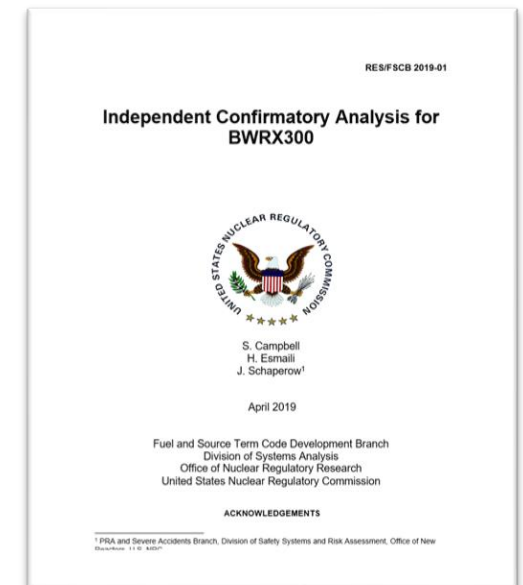 RES/FSCB 2019-01
Independent Confirmatory Analysis for
BWRX300
UNITED STATES NUCLEAR REGULATORY COMMISSION
S. Campbell
H. Esmaili
J. Schaperow¹
April 2019
Fuel and Source Term Code Development Branch
Division of Systems Analysis
Office of Nuclear Regulatory Research
United States Nuclear Regulatory Commission
ACKNOWLEDGEMENTS
¹ PRA and Severe Accidents Branch, Division of Safety Systems and Risk Assessment, Office of New